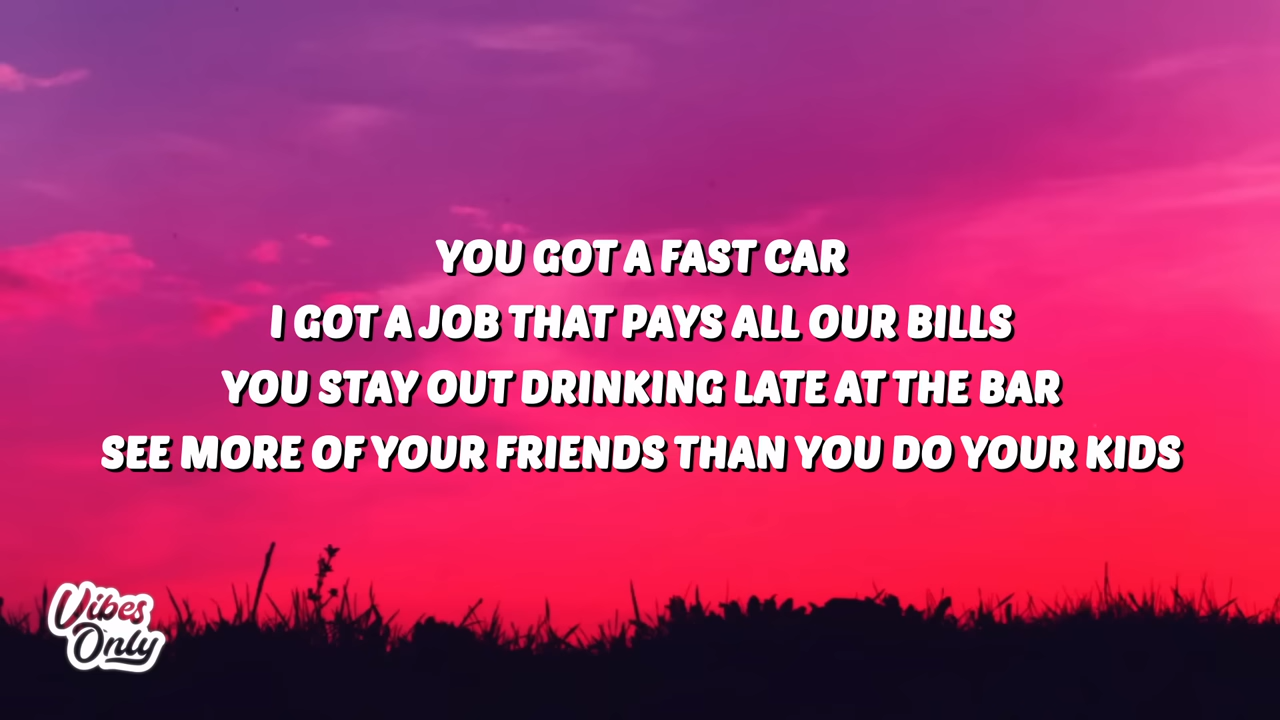 YOU GOT A FAST CAR
I GOT A JOB THAT PAYS ALL OUR BILLS
YOU STAY OUT DRINKING LATE AT THE BAR
SEE MORE OF YOUR FRIENDS THAN YOU DO YOUR KIDS
Vibes
Only